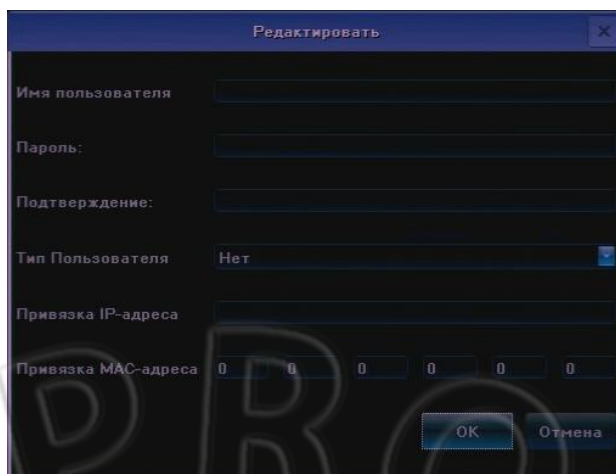 Редактировать
Имя пользователя
Пароль:
Подтверждение:
Тип Пользователя Нет
Привязка IP-адреса
Привязка MAC-адреса 0 0 0 0 0 0
OK Отмена
PRO